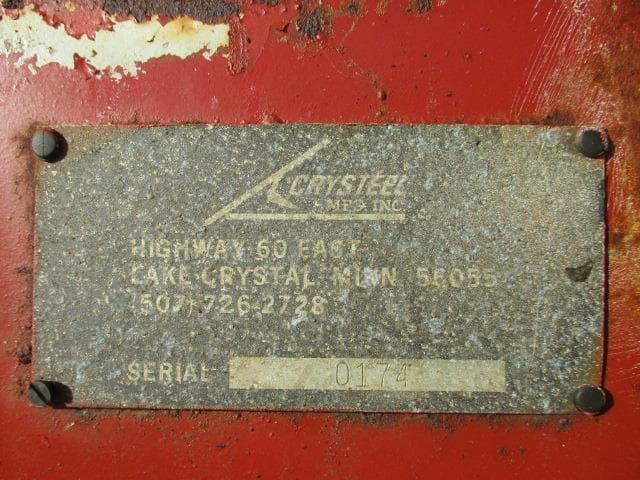 CRYSTEEL
MFG INC
HIGHWAY 60 EAST
LAKE CRYSTAL MINN 56055
(507) 726-2728
SERIAL 0174